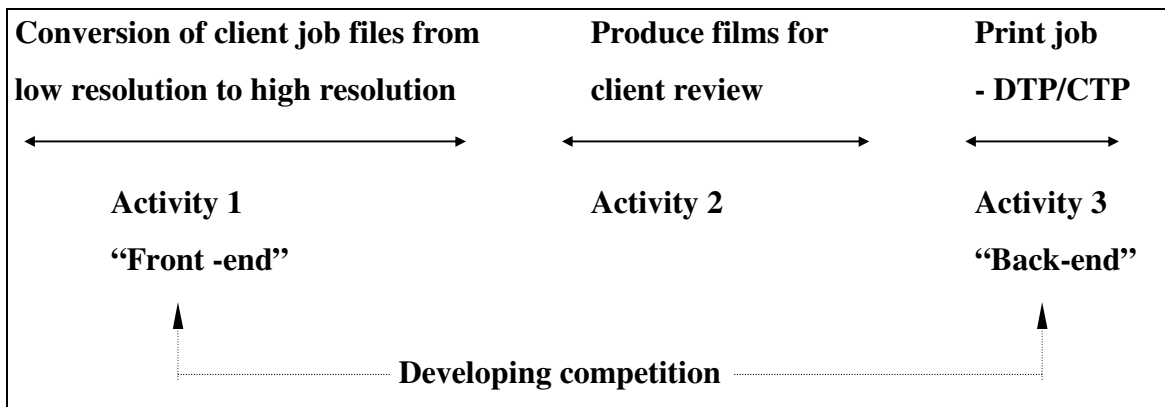 Conversion of client job files from
low resolution to high resolution
Produce films for
client review
Print job
- DTP/CTP
Activity 1
“Front -end”
Activity 2
Activity 3
“Back-end”
Developing competition